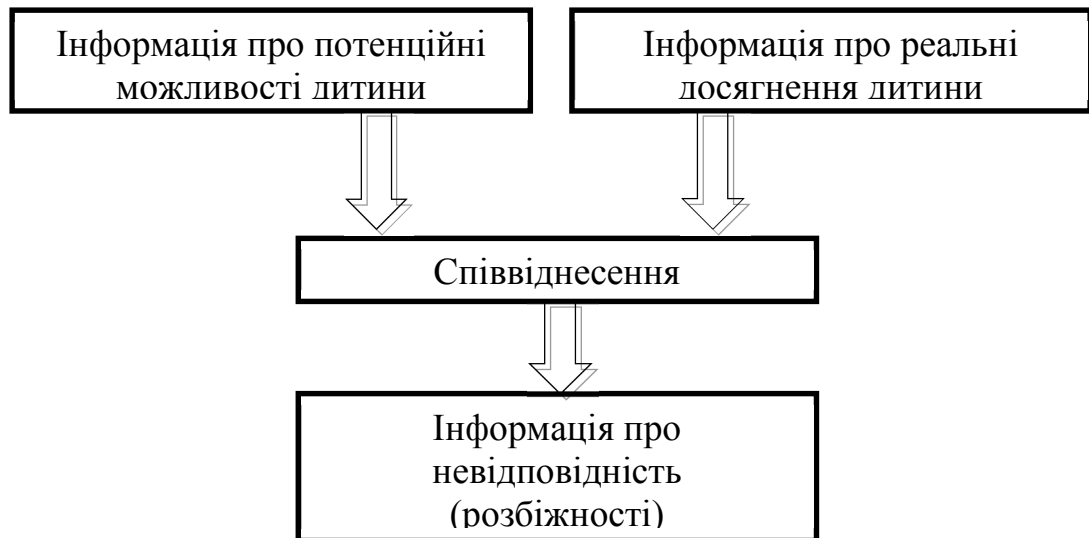 Інформація про потенційні
можливості дитини
Інформація про реальні
досягнення дитини
Співвіднесення
Інформація про
невідповідність
(розбіжності)